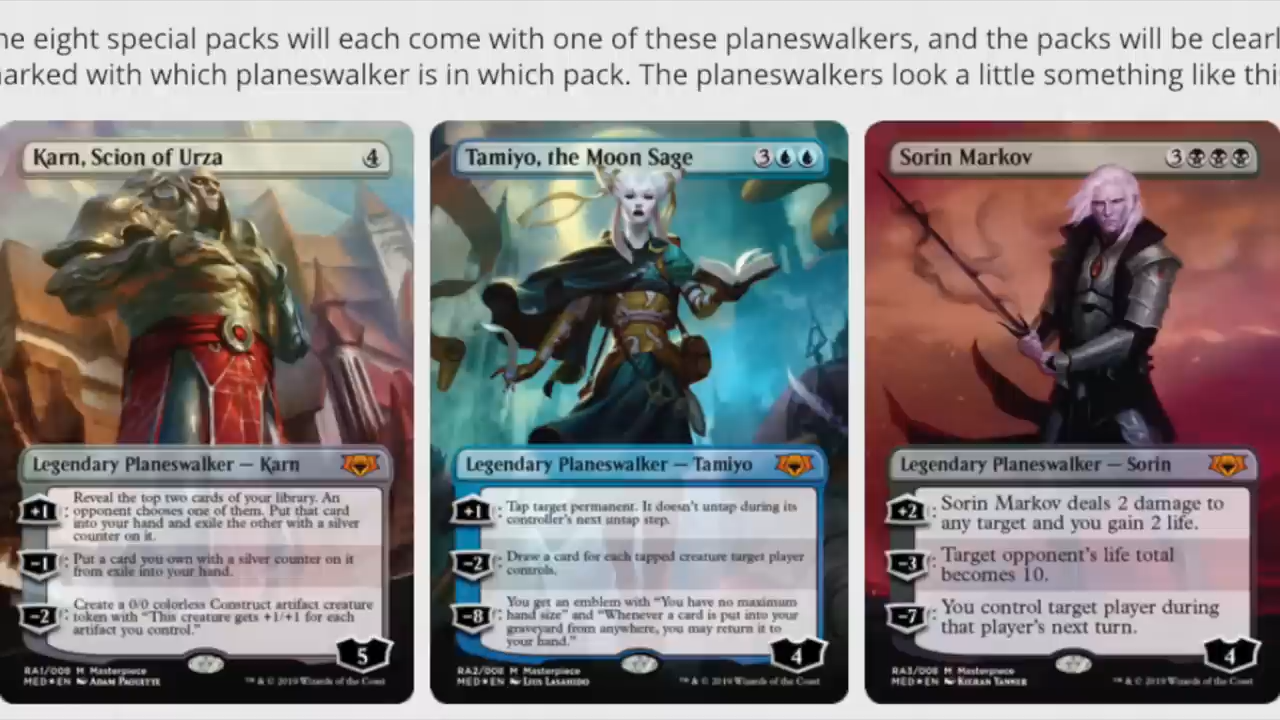 he eight special packs will each come with one of these planeswalkers, and the packs will be clearl
arked with which planeswalker is in which pack. The planeswalkers look a little something like thi
Karn, Scion of Urza 4
Legendary Planeswalker — Karn
+1: Reveal the top two cards of your library. An
opponent chooses one of them. Put that card
into your hand and exile the other with a silver
counter on it.
−1: Put a card you own with a silver counter on it
from exile into your hand.
−2: Create a 0/0 colorless Construct artifact creature
token with “This creature gets +1/+1 for each
artifact you control.”
5
RA1/008 M Masterpiece
MED • EN Adam Paquette
™ & © 2019 Wizards of the Coast
Tamiyo, the Moon Sage 3
Legendary Planeswalker — Tamiyo
+1: Tap target permanent. It doesn’t untap during its
controller’s next untap step.
−2: Draw a card for each tapped creature target player
controls.
−8: You get an emblem with “You have no maximum
hand size” and “Whenever a card is put into your
graveyard from anywhere, you may return it to
your hand.”
4
RA2/008 M Masterpiece
MED • EN
™ & © 2019 Wizards of the Coast
Sorin Markov 3
Legendary Planeswalker — Sorin
+2: Sorin Markov deals 2 damage to
any target and you gain 2 life.
−3: Target opponent’s life total
becomes 10.
−7: You control target player during
that player’s next turn.
4
RA3/008 M Masterpiece
MED • EN Kieran Yanner
™ & © 2019 Wizards of the Coast